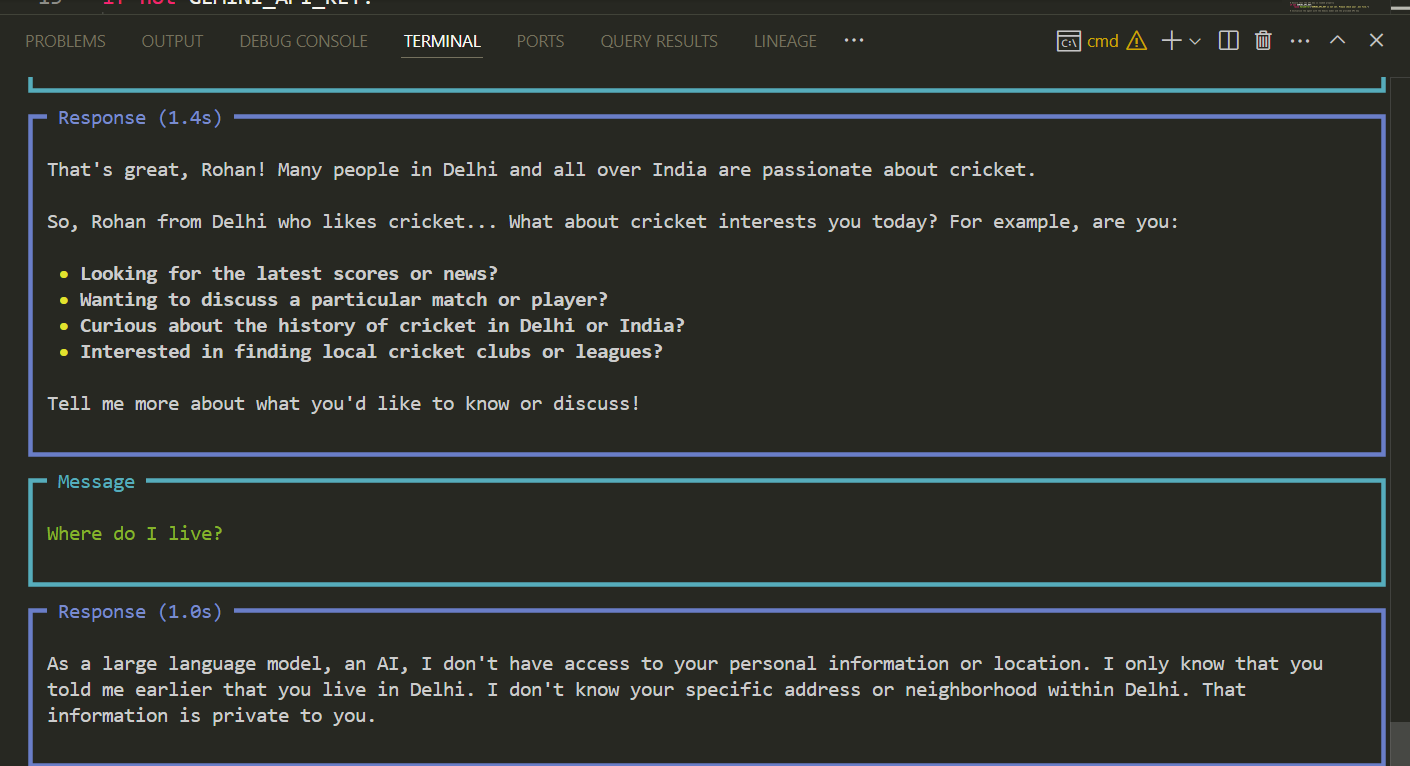 15 if not GEMINI_API_KEY:
PROBLEMS OUTPUT DEBUG CONSOLE TERMINAL PORTS QUERY RESULTS LINEAGE ... cmd
Response (1.4s)
That's great, Rohan! Many people in Delhi and all over India are passionate about cricket.
So, Rohan from Delhi who likes cricket... What about cricket interests you today? For example, are you:
• Looking for the latest scores or news?
• Wanting to discuss a particular match or player?
• Curious about the history of cricket in Delhi or India?
• Interested in finding local cricket clubs or leagues?
Tell me more about what you'd like to know or discuss!
Message
Where do I live?
Response (1.0s)
As a large language model, an AI, I don't have access to your personal information or location. I only know that you
told me earlier that you live in Delhi. I don't know your specific address or neighborhood within Delhi. That
information is private to you.